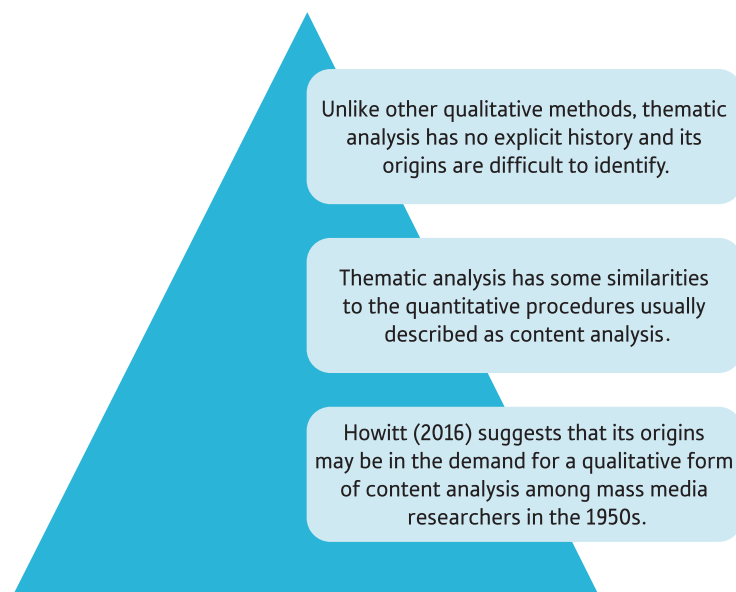 Unlike other qualitative methods, thematic
analysis has no explicit history and its
origins are difficult to identify.
Thematic analysis has some similarities
to the quantitative procedures usually
described as content analysis.
Howitt (2016) suggests that its origins
may be in the demand for a qualitative form
of content analysis among mass media
researchers in the 1950s.